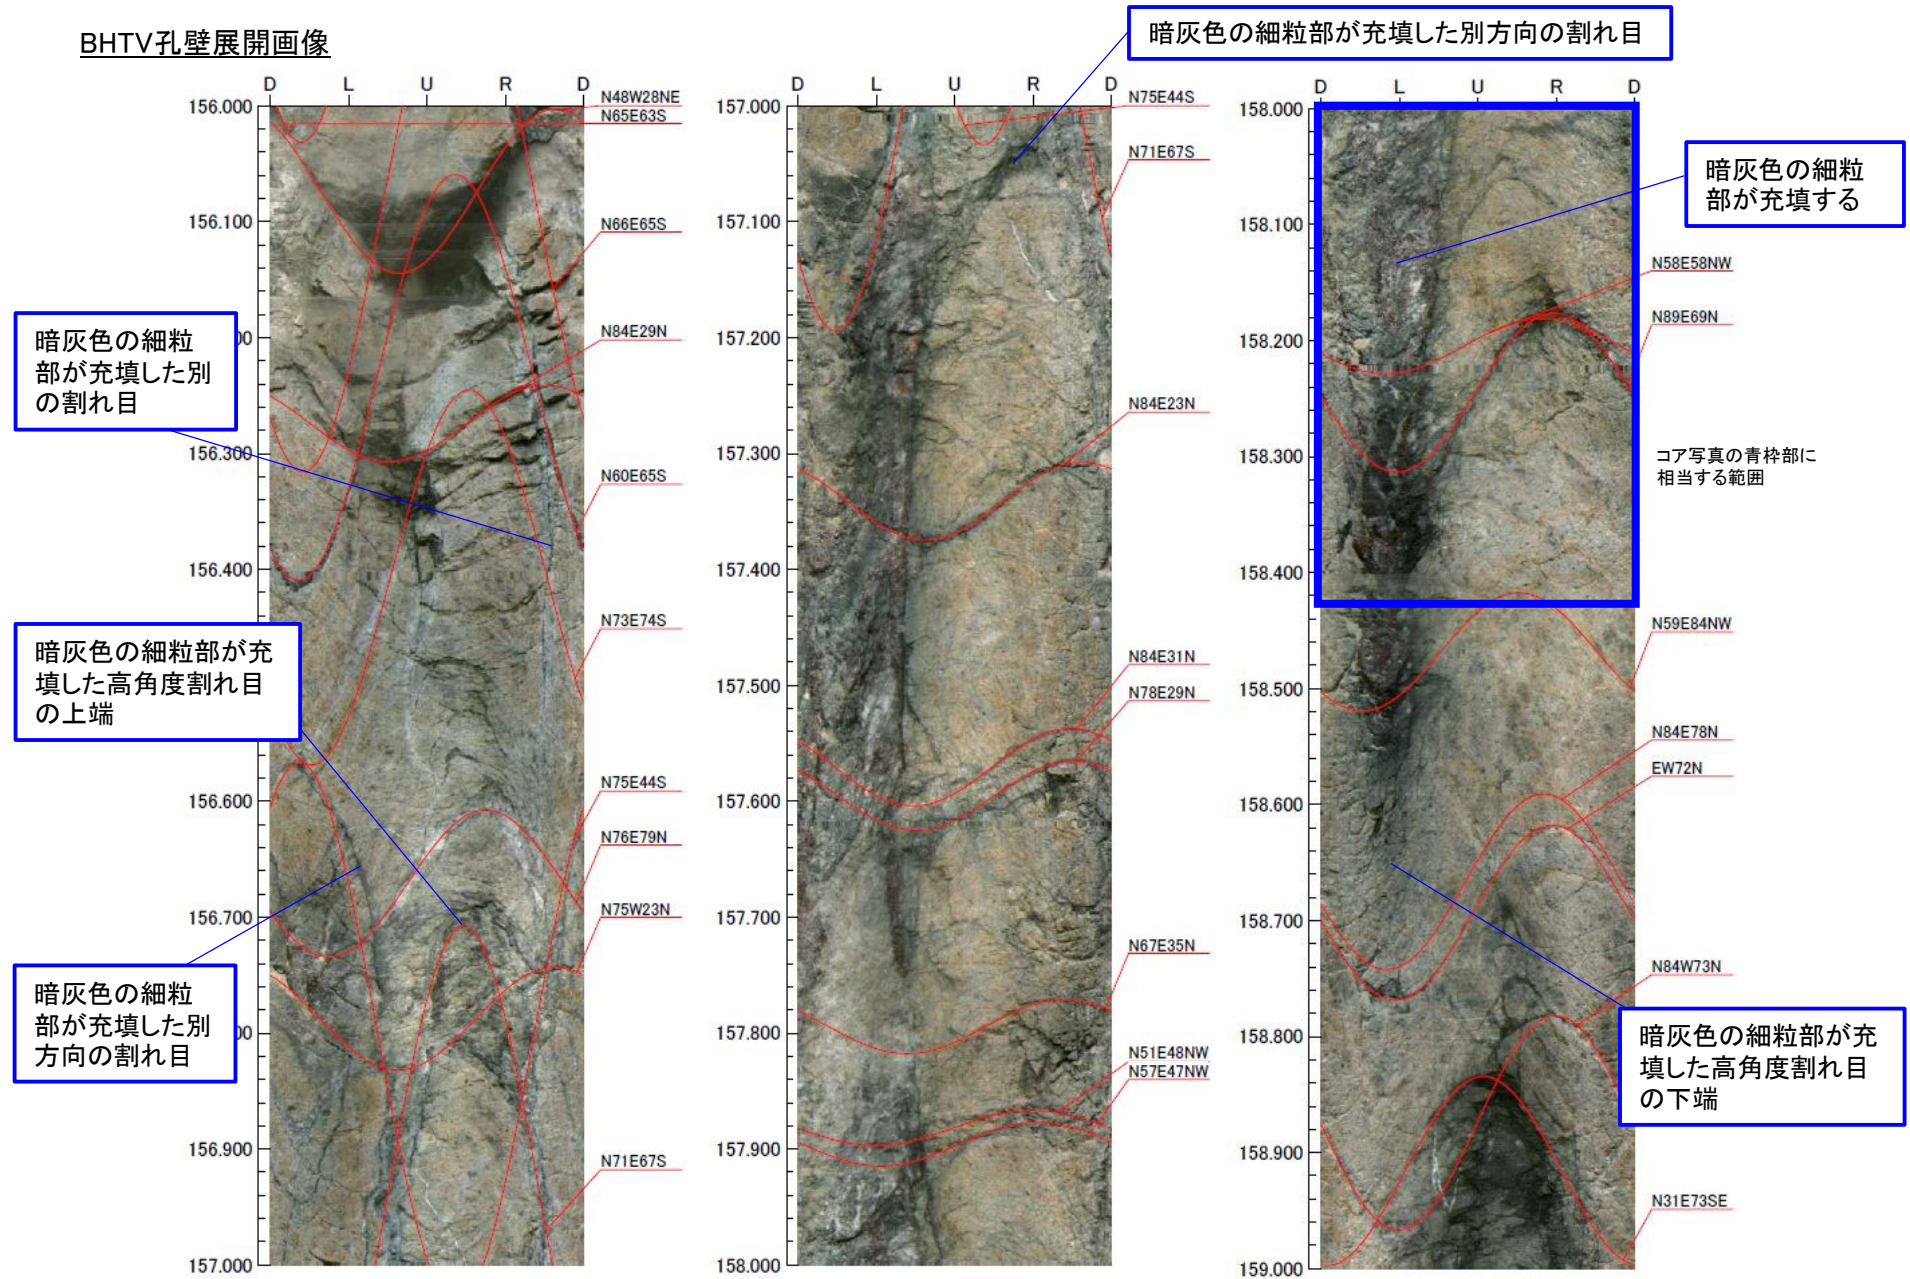 BHTV孔壁展開画像
暗灰色の細粒部が充填した別方向の割れ目
D L U R D
156.000
156.100
00
156.300
156.400
156.600
156.700
00
156.900
157.000
N48W28NE
N65E63S
N66E65S
N84E29N
N60E65S
N73E74S
N75E44S
N76E79N
N75W23N
N71E67S
暗灰色の細粒
部が充填した別
の割れ目
暗灰色の細粒部が充
填した高角度割れ目
の上端
暗灰色の細粒
部が充填した別
方向の割れ目
D L U R D
157.000
157.100
157.200
157.300
157.400
157.500
157.600
157.700
157.800
157.900
158.000
N75E44S
N71E67S
N84E23N
N84E31N
N78E29N
N67E35N
N51E48NW
N57E47NW
D L U R D
158.000
158.100
158.200
158.300
158.400
158.500
158.600
158.700
158.800
158.900
159.000
暗灰色の細粒
部が充填する
N58E58NW
N89E69N
コア写真の青枠部に
相当する範囲
N59E84NW
N84E78N
EW72N
N84W73N
暗灰色の細粒部が充
填した高角度割れ目
の下端
N31E73SE